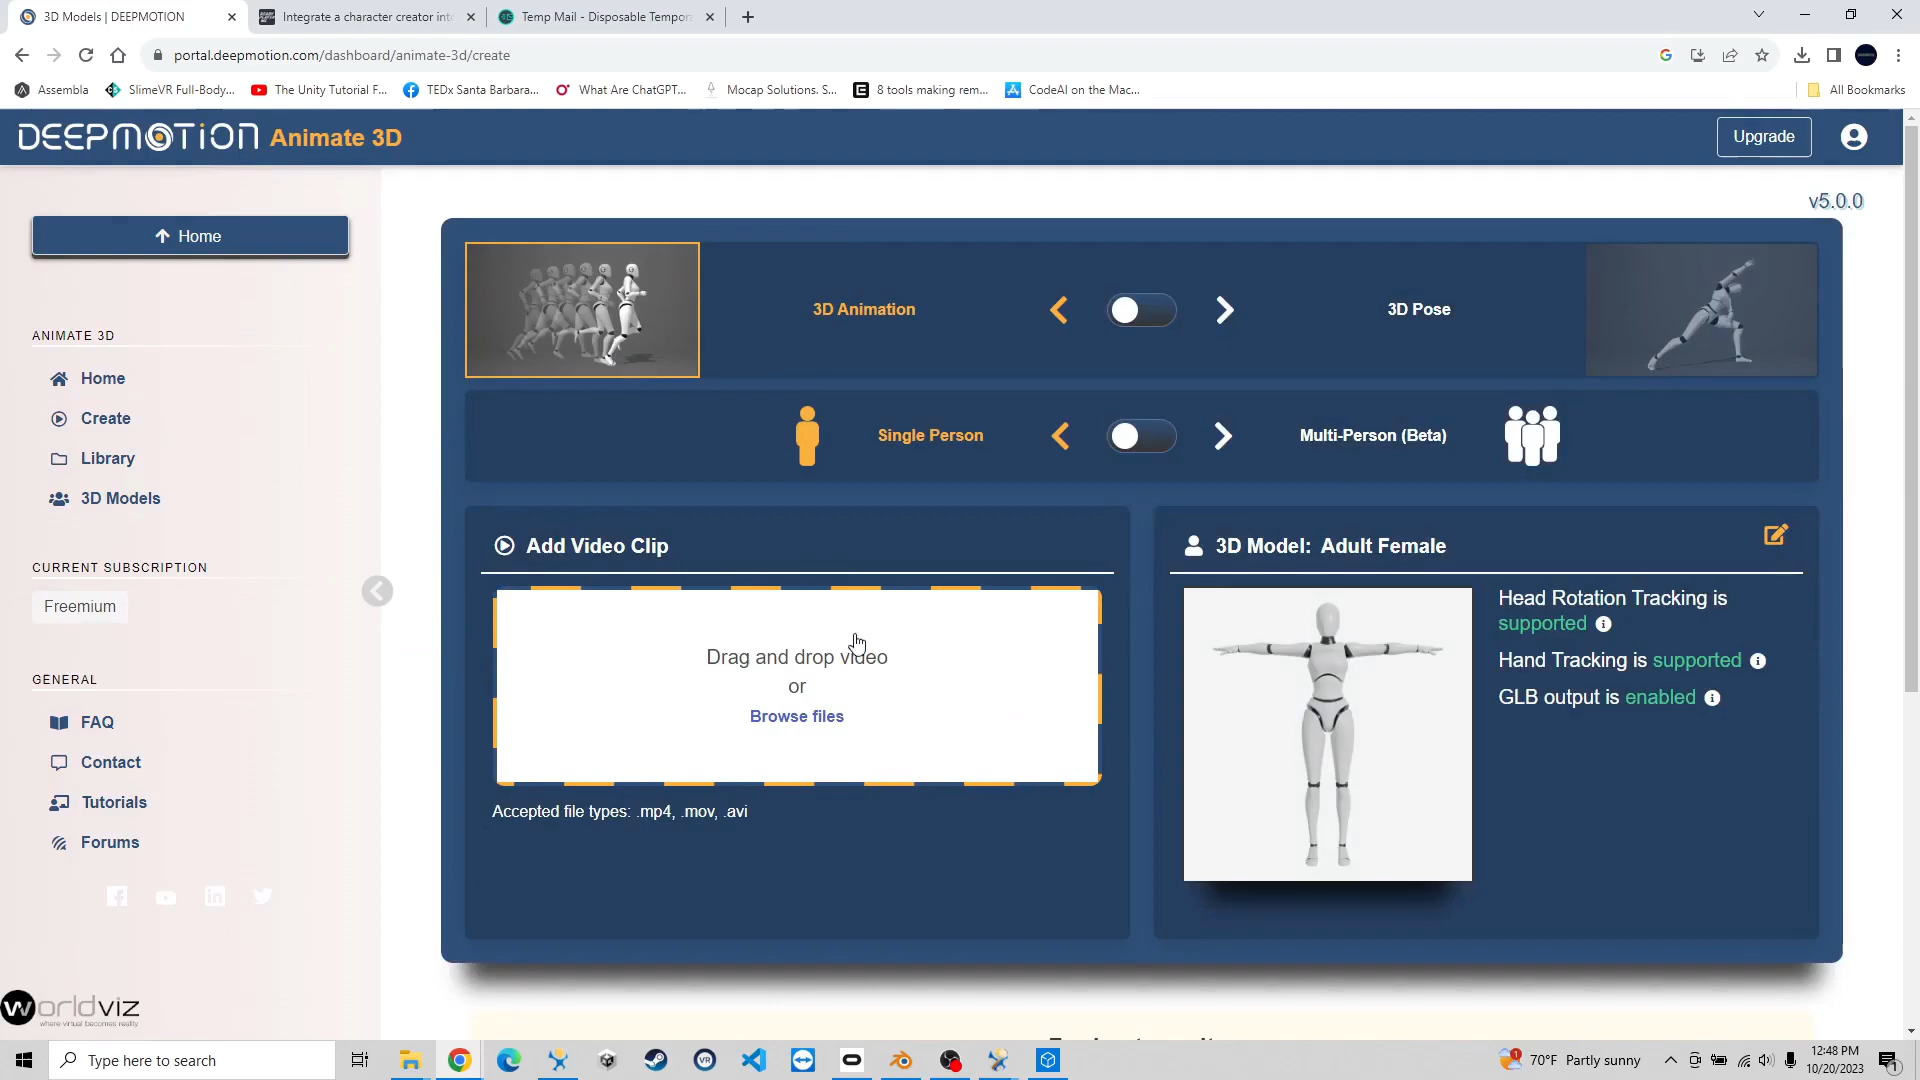 3D Models | DEEPMOTION
Integrate a character creator int
Temp Mail - Disposable Tempor
portal.deepmotion.com/dashboard/animate-3d/create
Assembla
SlimeVR Full-Body...
The Unity Tutorial F...
TEDx Santa Barbara...
What Are ChatGPT...
Mocap Solutions. S...
8 tools making rem...
CodeAI on the Mac...
All Bookmarks
DEEPMOTION Animate 3D
Upgrade
v5.0.0
Home
3D Animation
3D Pose
ANIMATE 3D
Home
Create
Library
3D Models
Single Person
Multi-Person (Beta)
CURRENT SUBSCRIPTION
Freemium
Add Video Clip
Drag and drop video
or
Browse files
Accepted file types: .mp4, .mov, .avi
3D Model: Adult Female
Head Rotation Tracking is
supported
Hand Tracking is supported
GLB output is enabled
GENERAL
FAQ
Contact
Tutorials
Forums
worldviz
where virtual becomes reality
Type here to search
70°F Partly sunny
12:48 PM
10/20/2023